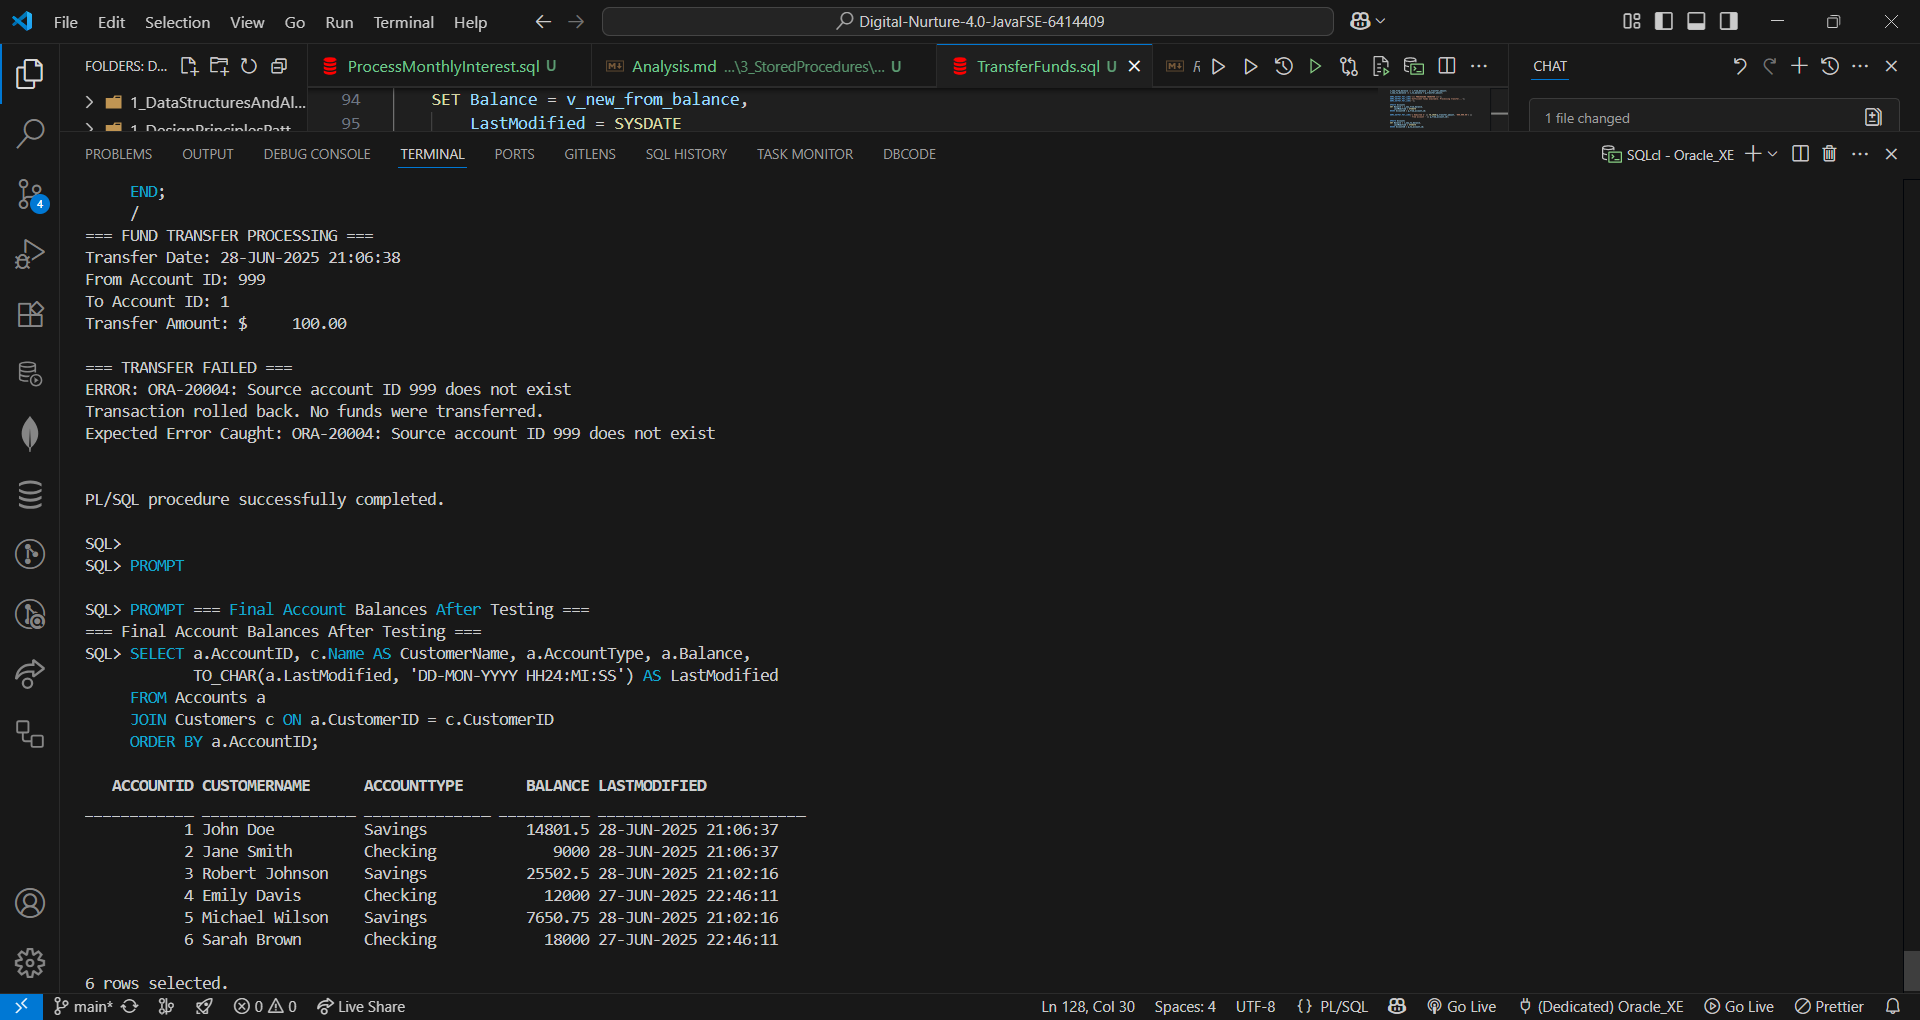 File Edit Selection View Go Run Terminal Help
Digital-Nurture-4.0-JavaFSE-6414409
FOLDERS: D...
ProcessMonthlyInterest.sql U
Analysis.md ...\3_StoredProcedures\... U
TransferFunds.sql U
CHAT
1_DataStructuresAndAl...
94 SET Balance = v_new_from_balance,
95 LastModified = SYSDATE
1 file changed
PROBLEMS OUTPUT DEBUG CONSOLE TERMINAL PORTS GITLENS SQL HISTORY TASK MONITOR DBCODE
SQLcl - Oracle_XE
4
END;
/
=== FUND TRANSFER PROCESSING ===
Transfer Date: 28-JUN-2025 21:06:38
From Account ID: 999
To Account ID: 1
Transfer Amount: $     100.00
=== TRANSFER FAILED ===
ERROR: ORA-20004: Source account ID 999 does not exist
Transaction rolled back. No funds were transferred.
Expected Error Caught: ORA-20004: Source account ID 999 does not exist
PL/SQL procedure successfully completed.
SQL>
SQL> PROMPT
SQL> PROMPT === Final Account Balances After Testing ===
=== Final Account Balances After Testing ===
SQL> SELECT a.AccountID, c.Name AS CustomerName, a.AccountType, a.Balance,
TO_CHAR(a.LastModified, 'DD-MON-YYYY HH24:MI:SS') AS LastModified
FROM Accounts a
JOIN Customers c ON a.CustomerID = c.CustomerID
ORDER BY a.AccountID;
ACCOUNTID CUSTOMERNAME ACCOUNTTYPE BALANCE LASTMODIFIED
____________ _________________ ______________ __________ _______________________
1 John Doe Savings 14801.5 28-JUN-2025 21:06:37
2 Jane Smith Checking 9000 28-JUN-2025 21:06:37
3 Robert Johnson Savings 25502.5 28-JUN-2025 21:02:16
4 Emily Davis Checking 12000 27-JUN-2025 22:46:11
5 Michael Wilson Savings 7650.75 28-JUN-2025 21:02:16
6 Sarah Brown Checking 18000 27-JUN-2025 22:46:11
6 rows selected.
main* 0 0 Live Share
Ln 128, Col 30 Spaces: 4 UTF-8 {} PL/SQL Go Live (Dedicated) Oracle_XE Go Live Prettier